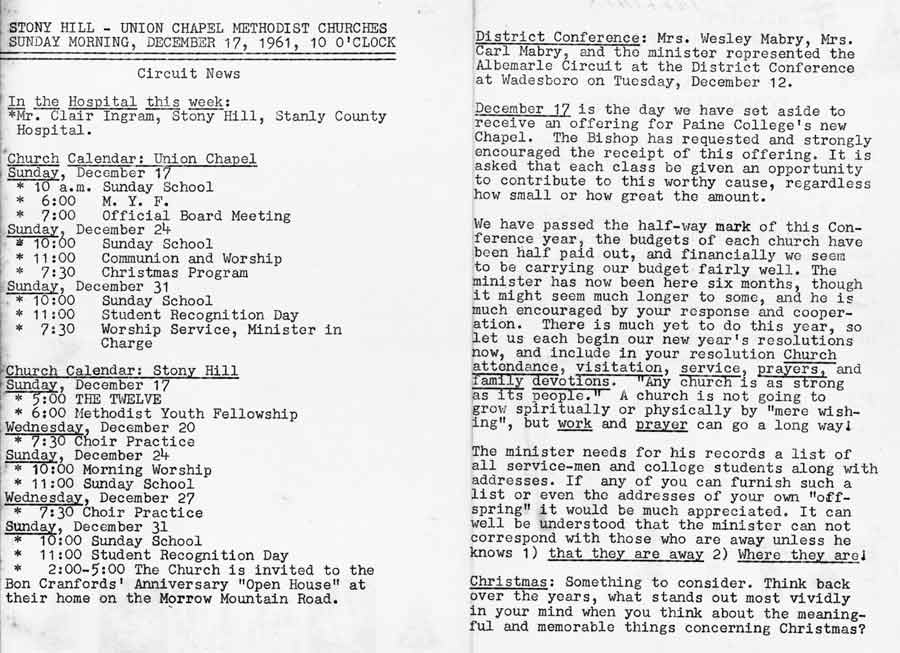 STONY HILL - UNION CHAPEL METHODIST CHURCHES
SUNDAY MORNING, DECEMBER 17, 1961, 10 O'CLOCK
Circuit News
In the Hospital this week:
*Mr. Clair Ingram, Stony Hill, Stanly County
Hospital.
Church Calendar: Union Chapel
Sunday, December 17
* 10 a.m. Sunday School
* 6:00 M. Y. F.
* 7:00 Official Board Meeting
Sunday, December 24
* 10:00 Sunday School
* 11:00 Communion and Worship
* 7:30 Christmas Program
Sunday, December 31
* 10:00 Sunday School
* 11:00 Student Recognition Day
* 7:30 Worship Service, Minister in
Charge
Church Calendar: Stony Hill
Sunday, December 17
* 5:00 THE TWELVE
* 6:00 Methodist Youth Fellowship
Wednesday, December 20
* 7:30 Choir Practice
Sunday, December 24
* 10:00 Morning Worship
* 11:00 Sunday School
Wednesday, December 27
* 7:30 Choir Practice
Sunday, December 31
* 10:00 Sunday School
* 11:00 Student Recognition Day
* 2:00-5:00 The Church is invited to the
Bon Cranfords' Anniversary "Open House" at
their home on the Morrow Mountain Road.
District Conference: Mrs. Wesley Mabry, Mrs.
Carl Mabry, and the minister represented the
Albemarle Circuit at the District Conference
at Wadesboro on Tuesday, December 12.
December 17 is the day we have set aside to
receive an offering for Paine College's new
Chapel. The Bishop has requested and strongly
encouraged the receipt of this offering. It is
asked that each class be given an opportunity
to contribute to this worthy cause, regardless
how small or how great the amount.
We have passed the half-way mark of this Con-
ference year, the budgets of each church have
been half paid out, and financially we seem
to be carrying our budget fairly well. The
minister has now been here six months, though
it might seem much longer to some, and he is
much encouraged by your response and cooper-
ation. There is much yet to do this year, so
let us each begin our new year's resolutions
now, and include in your resolution Church
attendance, visitation, service, prayers, and
family devotions. "Any church is as strong
as its people." A church is not going to
grow spiritually or physically by "mere wish-
ing", but work and prayer can go a long way!
The minister needs for his records a list of
all service-men and college students along with
addresses. If any of you can furnish such a
list or even the addresses of your own "off-
spring" it would be much appreciated. It can
well be understood that the minister can not
correspond with those who are away unless he
knows 1) that they are away 2) Where they are!
Christmas: Something to consider. Think back
over the years, what stands out most vividly
in your mind when you think about the meaning-
ful and memorable things concerning Christmas?